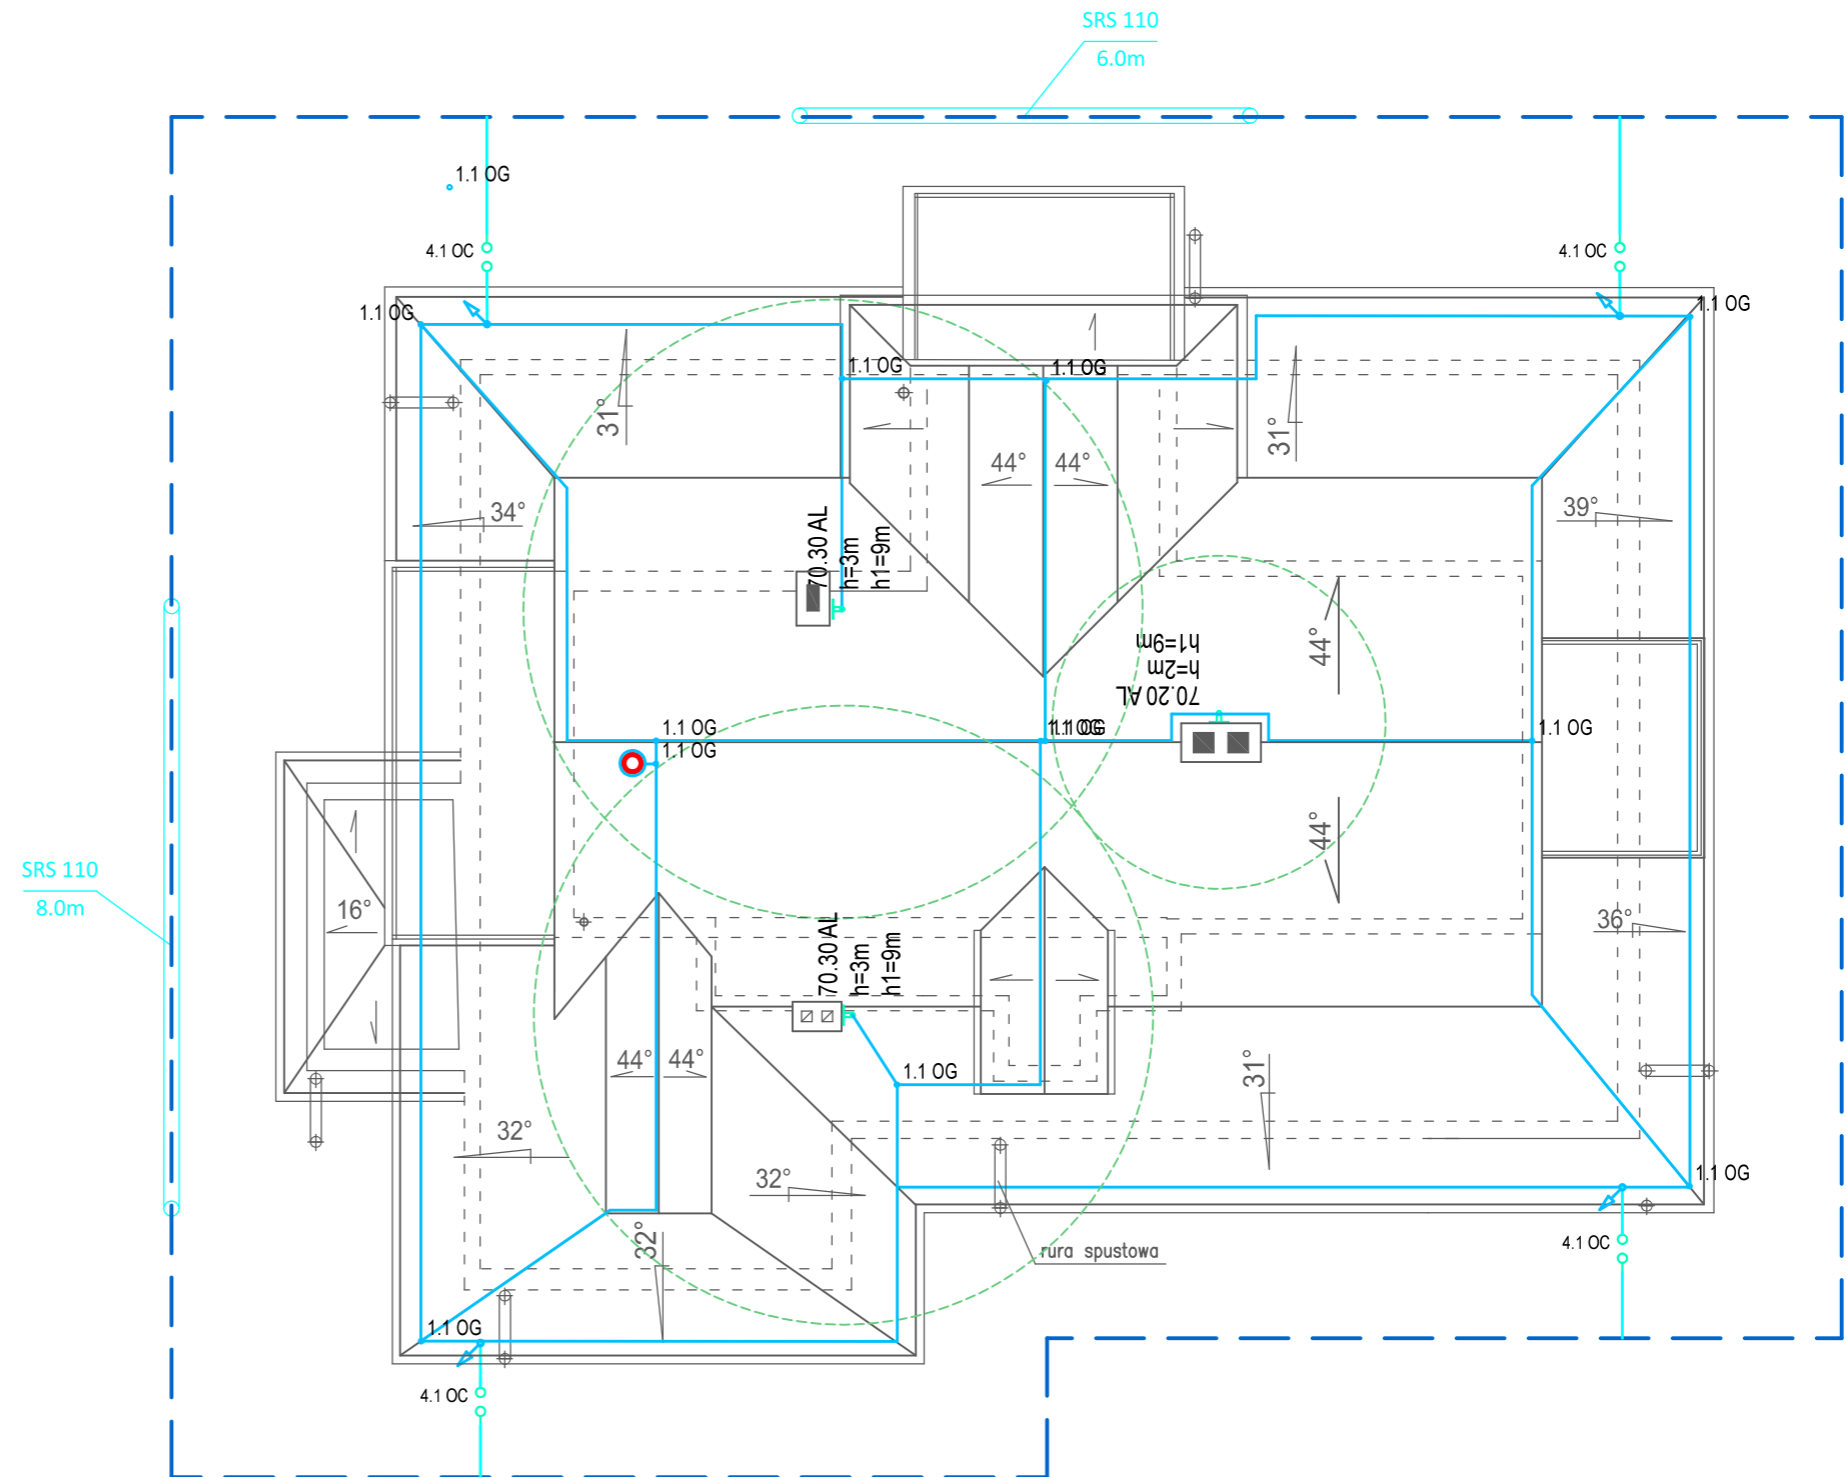 SRS 110
6.0m
1.1 OG
4.1 OC
4.1 OC
1.1 OG
1.1 OG
1.1 OG
1.1 OG
31°
31°
44°
44°
34°
39°
70.30 AL
h=3m
h1=9m
44°
70.20 AL
h=2m
h1=9m
1.1 OG
1.1 OG
1.1 OG
1.1 OG
1.1 OG
44°
SRS 110
8.0m
16°
36°
70.30 AL
h=3m
h1=9m
44°
44°
1.1 OG
31°
32°
32°
1.1 OG
32°
rura spustowa
4.1 OC
1.1 OG
4.1 OC